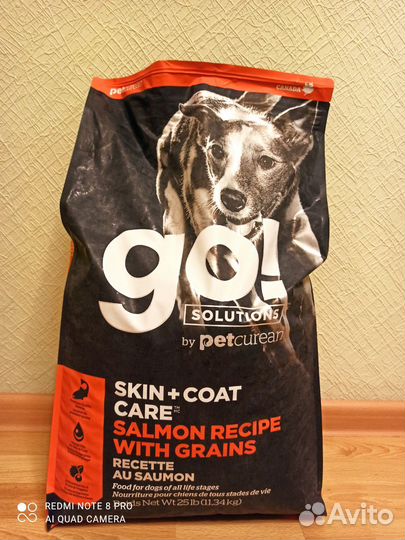 CANADA
go!
SOLUTIONS
by petcurean
SKIN + COAT
CARE™
SALMON RECIPE
WITH GRAINS
RECETTE
AU SAUMON
Food for dogs of all life stages
Nourriture pour chiens de tous stades de vie
Net Wt 25 lb (11.34 kg)
REDMI NOTE 8 PRO
AI QUAD CAMERA
Avito